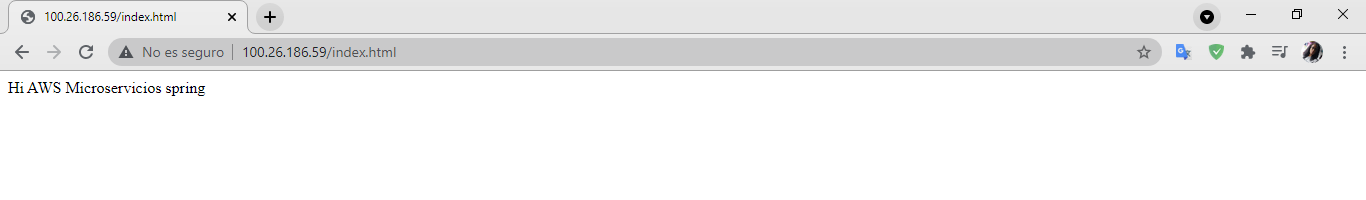 100.26.186.59/index.html
No es seguro | 100.26.186.59/index.html
Hi AWS Microservicios spring